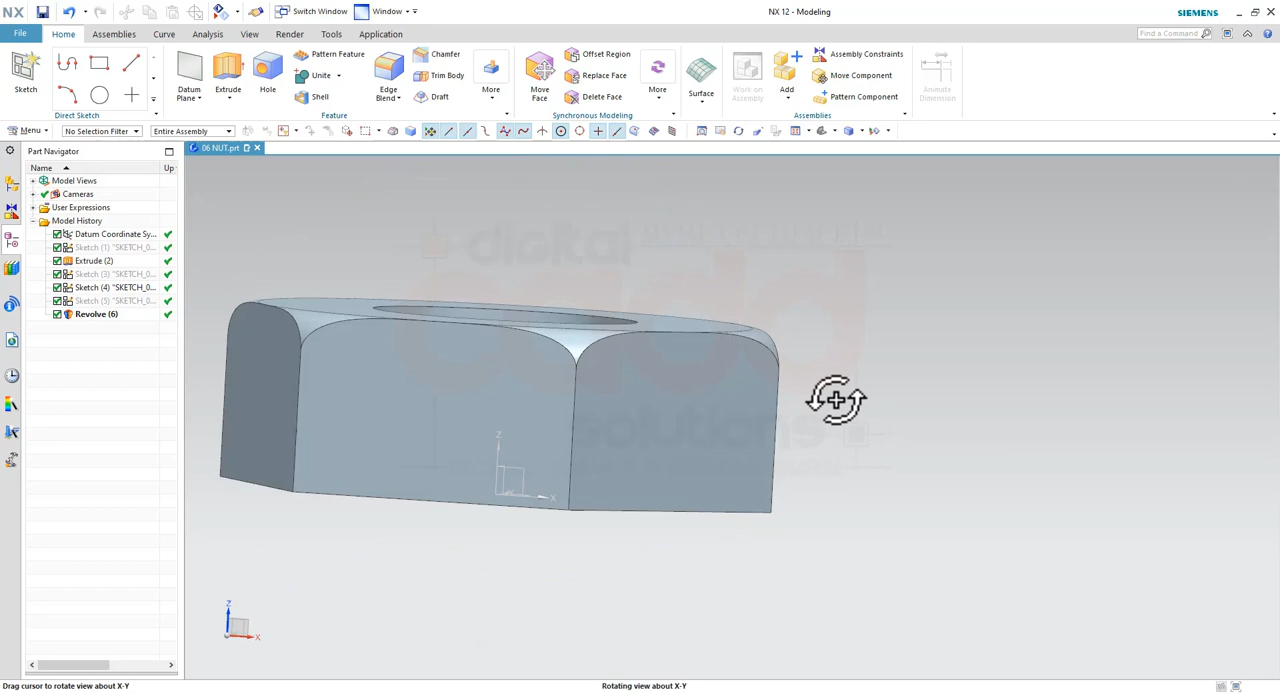 NX
Switch Window
Window
NX 12 - Modeling
SIEMENS
File
Home
Assemblies
Curve
View
Analysis
Render
Tools
Application
Find a Command
Sketch
Datum Plane
Extrude
Hole
Pattern Feature
Unite
Shell
Edge Blend
Chamfer
Trim Body
Draft
More
Move Face
Offset Region
Replace Face
Delete Face
More
Surface
Work on Assembly
Add
Assembly Constraints
Move Component
Pattern Component
Animate Dimension
Direct Sketch
Feature
Synchronous Modeling
Assemblies
Menu
No Selection Filter
Entire Assembly
Part Navigator
06 NUT.prt
Name
Up
Model Views
Cameras
User Expressions
Model History
Datum Coordinate Sy...
Sketch (1) "SKETCH_0...
Extrude (2)
Sketch (3) "SKETCH_0...
Sketch (4) "SKETCH_0...
Sketch (5) "SKETCH_0...
Revolve (6)
digital
cadd
solutions
Z
X
Z
X
Drag cursor to rotate view about X-Y
Rotating view about X-Y